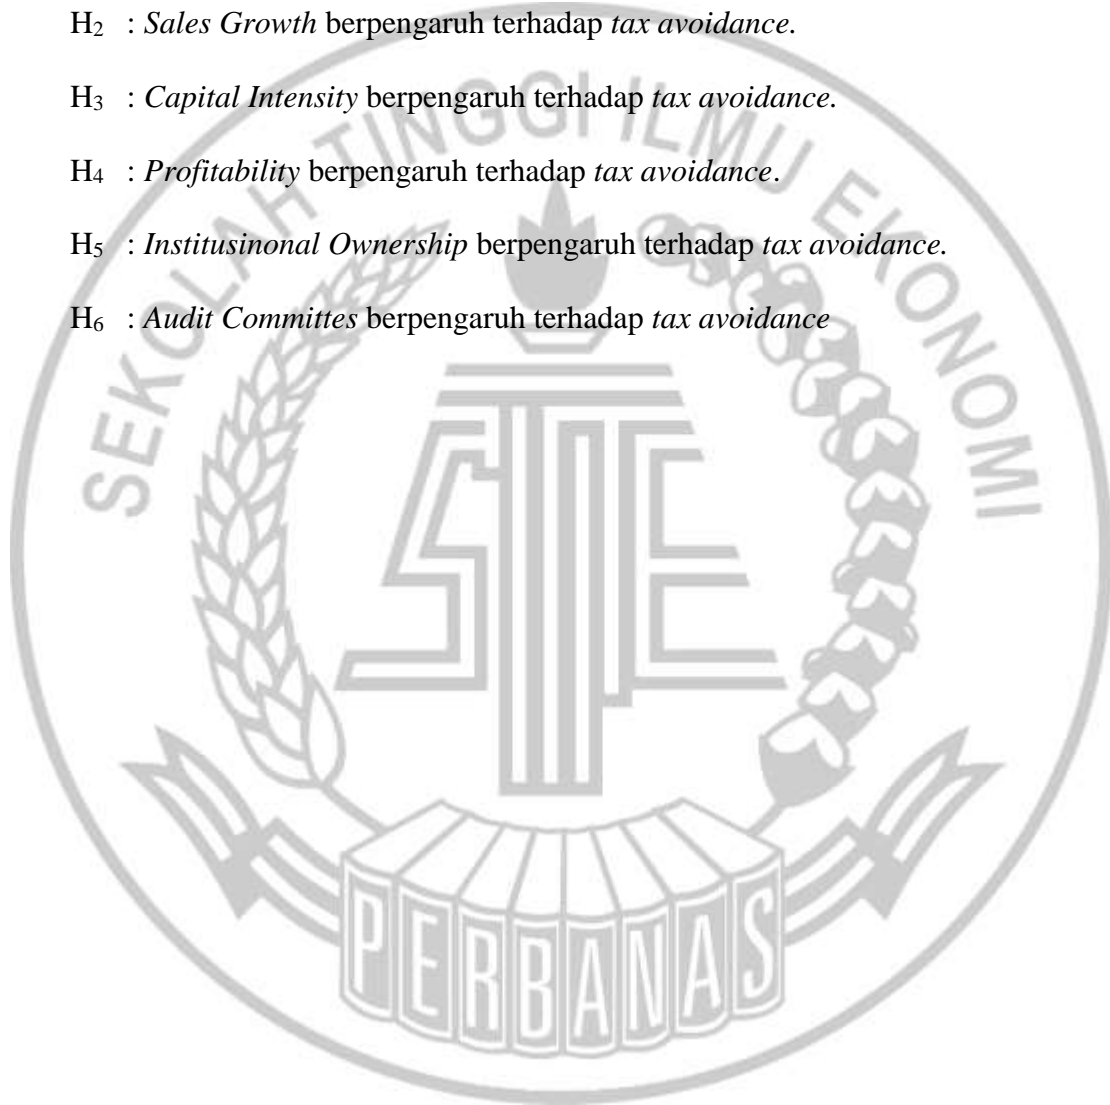 H2 : Sales Growth berpengaruh terhadap tax avoidance.
H3 : Capital Intensity berpengaruh terhadap tax avoidance.
H4 : Profitability berpengaruh terhadap tax avoidance.
H5 : Institusinonal Ownership berpengaruh terhadap tax avoidance.
H6 : Audit Committes berpengaruh terhadap tax avoidance
SEKOLAH TINGGI ILMU EKONOMI
STIE
PERBANAS